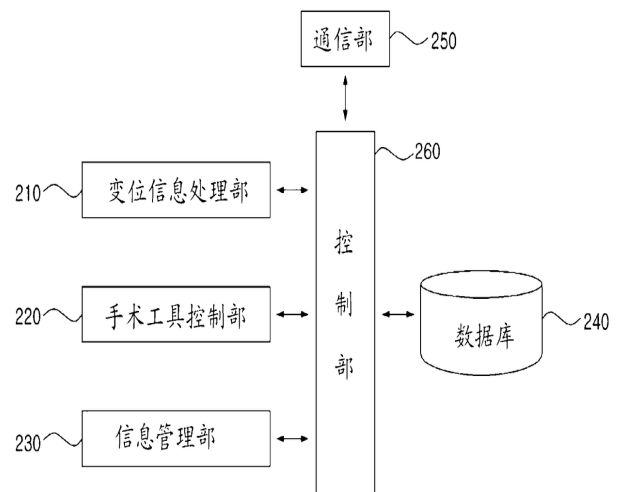 通信部
250
260
210
变位信息处理部
控制部
220
手术工具控制部
数据库
240
230
信息管理部